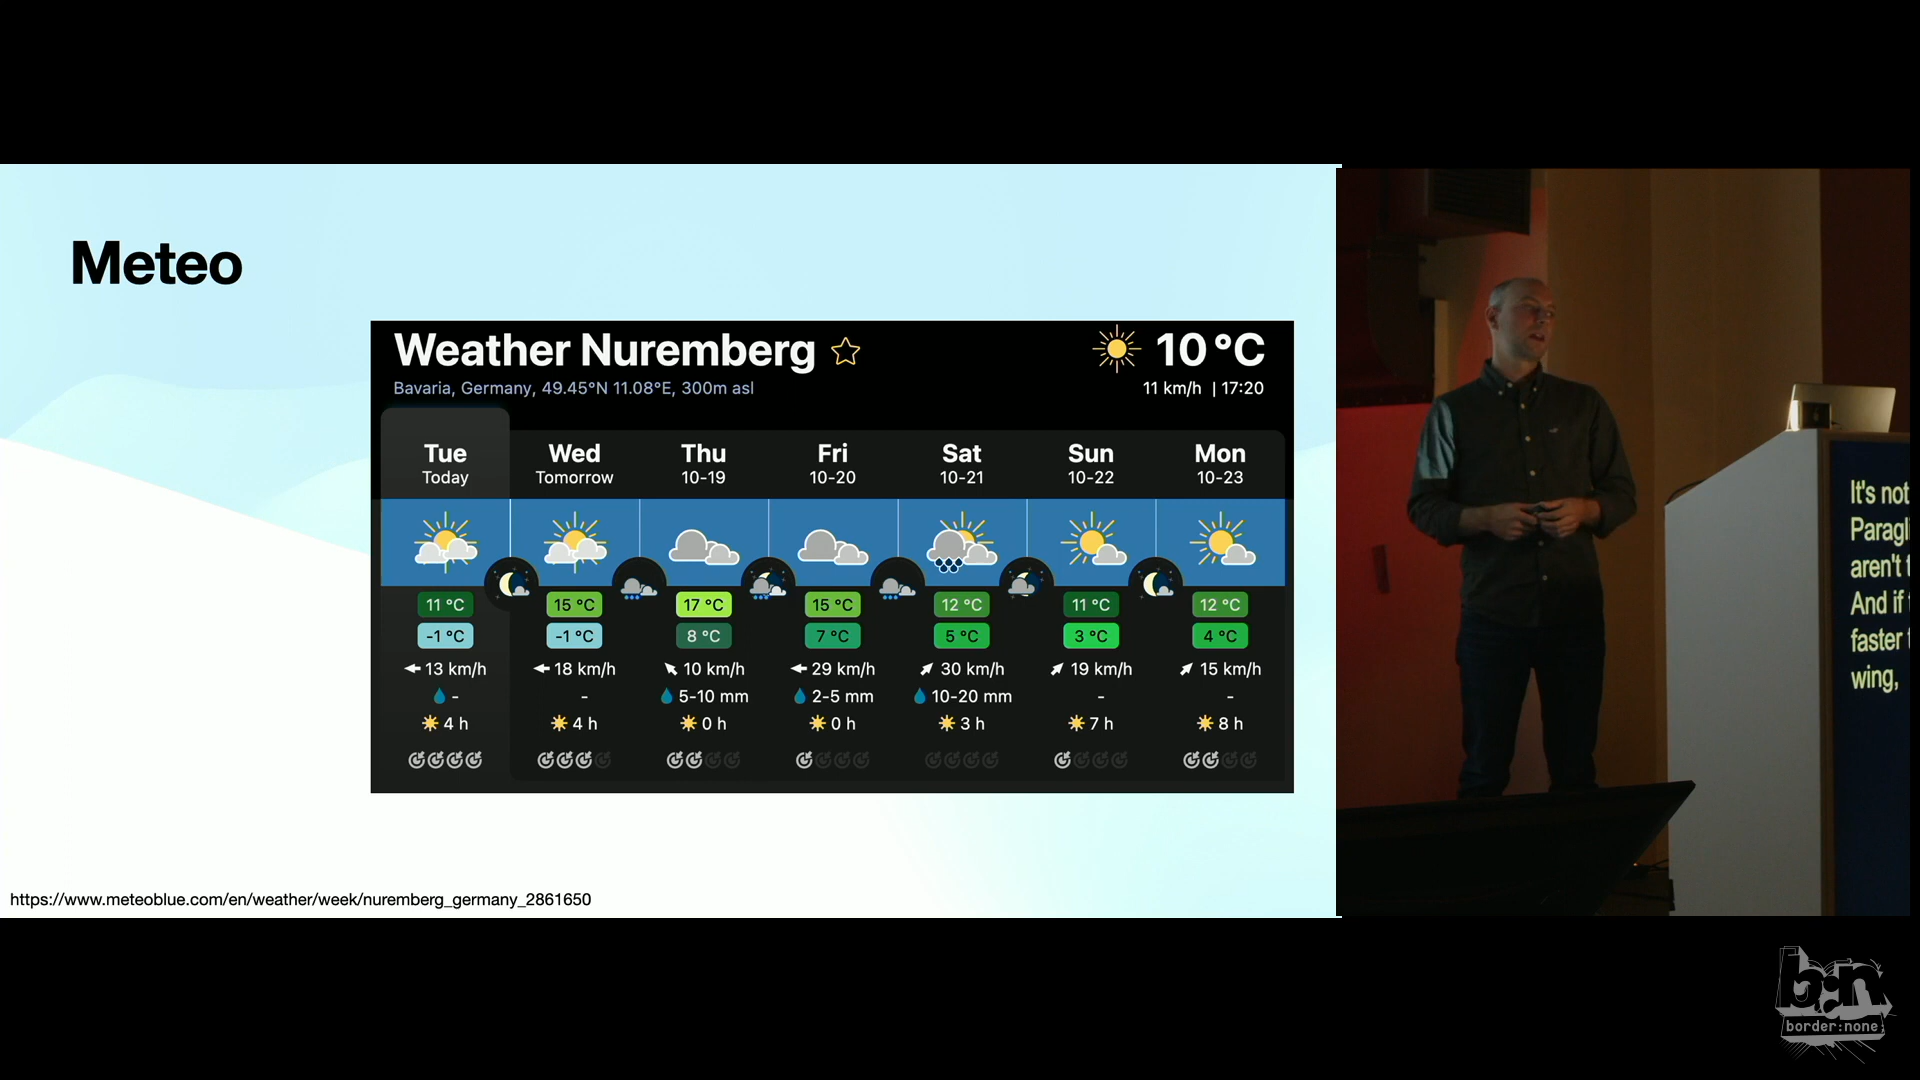 Meteo
Weather Nuremberg
Bavaria, Germany, 49.45°N 11.08°E, 300m asl
10 °C
11 km/h | 17:20
Tue Wed Thu Fri Sat Sun Mon
Today Tomorrow 10-19 10-20 10-21 10-22 10-23
11 °C 15 °C 17 °C 15 °C 12 °C 11 °C 12 °C
-1 °C -1 °C 8 °C 7 °C 5 °C 3 °C 4 °C
13 km/h 18 km/h 10 km/h 29 km/h 30 km/h 19 km/h 15 km/h
- - 5-10 mm 2-5 mm 10-20 mm - -
4 h 4 h 0 h 0 h 3 h 7 h 8 h
https://www.meteoblue.com/en/weather/week/nuremberg_germany_2861650
It's not
aren't
And if
faster
wing,
b:n
border:none